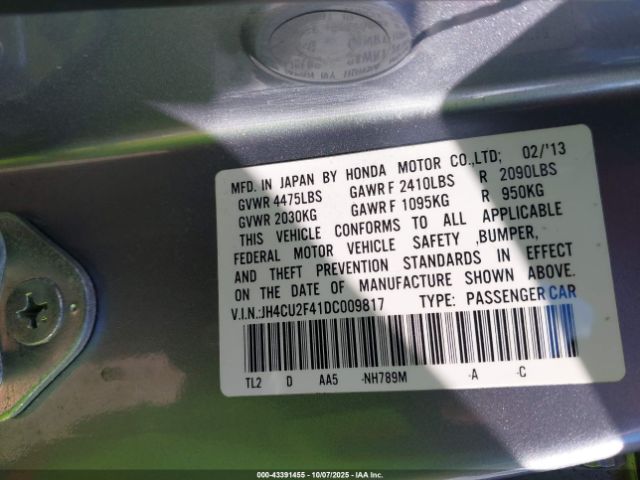 MFD. IN JAPAN BY HONDA MOTOR CO.,LTD; 02/'13
GVWR 4475LBS GAWR F 2410LBS R 2090LBS
GVWR 2030KG GAWR F 1095KG R 950KG
THIS VEHICLE CONFORMS TO ALL APPLICABLE
FEDERAL MOTOR VEHICLE SAFETY ,BUMPER,
AND THEFT PREVENTION STANDARDS IN EFFECT
ON THE DATE OF MANUFACTURE SHOWN ABOVE.
V.I.N.:JH4CU2F41DC009817 TYPE: PASSENGER CAR
TL2 D AA5 -NH789M -A -C
000-43391455 | 10/07/2025 | IAA Inc.